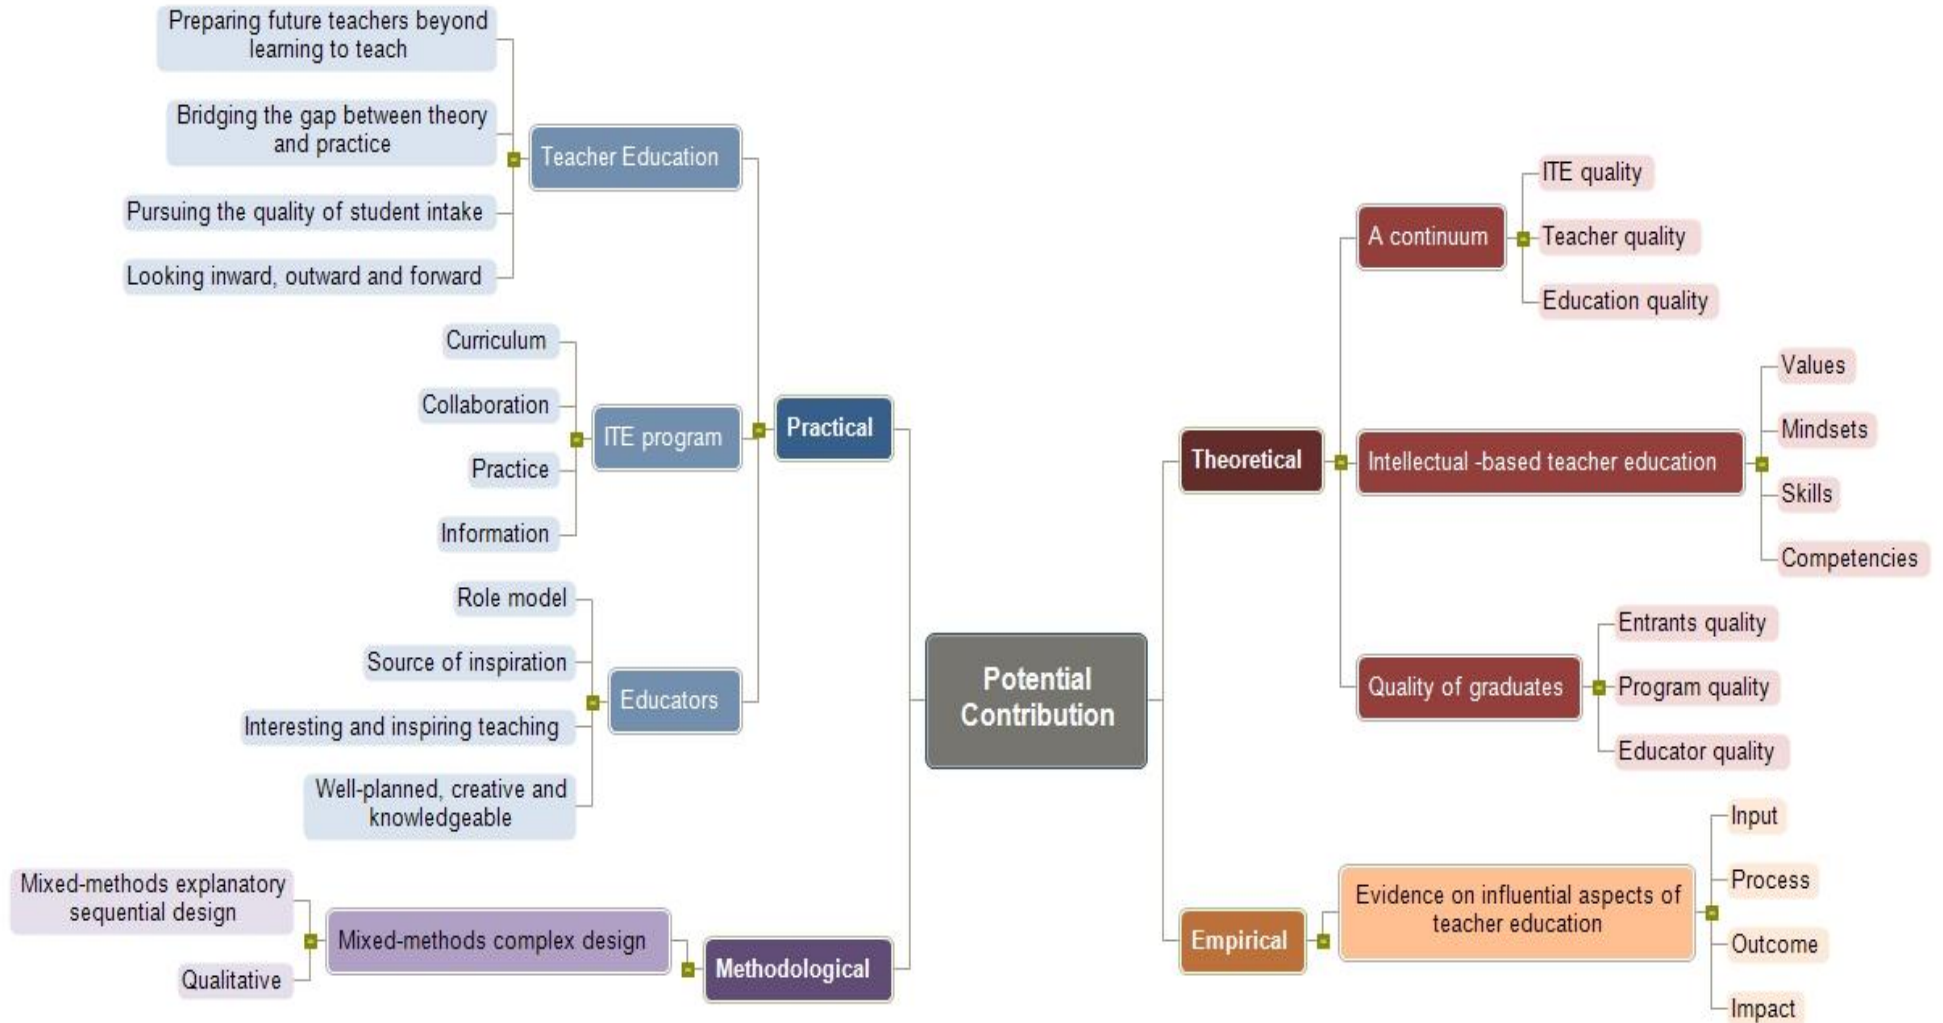 Preparing future teachers beyond
learning to teach
Bridging the gap between theory
and practice
Pursuing the quality of student intake
Looking inward, outward and forward
Teacher Education
Curriculum
Collaboration
Practice
Information
ITE program
Role model
Source of inspiration
Interesting and inspiring teaching
Well-planned, creative and
knowledgeable
Educators
Practical
Mixed-methods explanatory
sequential design
Qualitative
Mixed-methods complex design
Methodological
Potential
Contribution
Theoretical
A continuum
ITE quality
Teacher quality
Education quality
Intellectual -based teacher education
Values
Mindsets
Skills
Competencies
Quality of graduates
Entrants quality
Program quality
Educator quality
Empirical
Evidence on influential aspects of
teacher education
Input
Process
Outcome
Impact